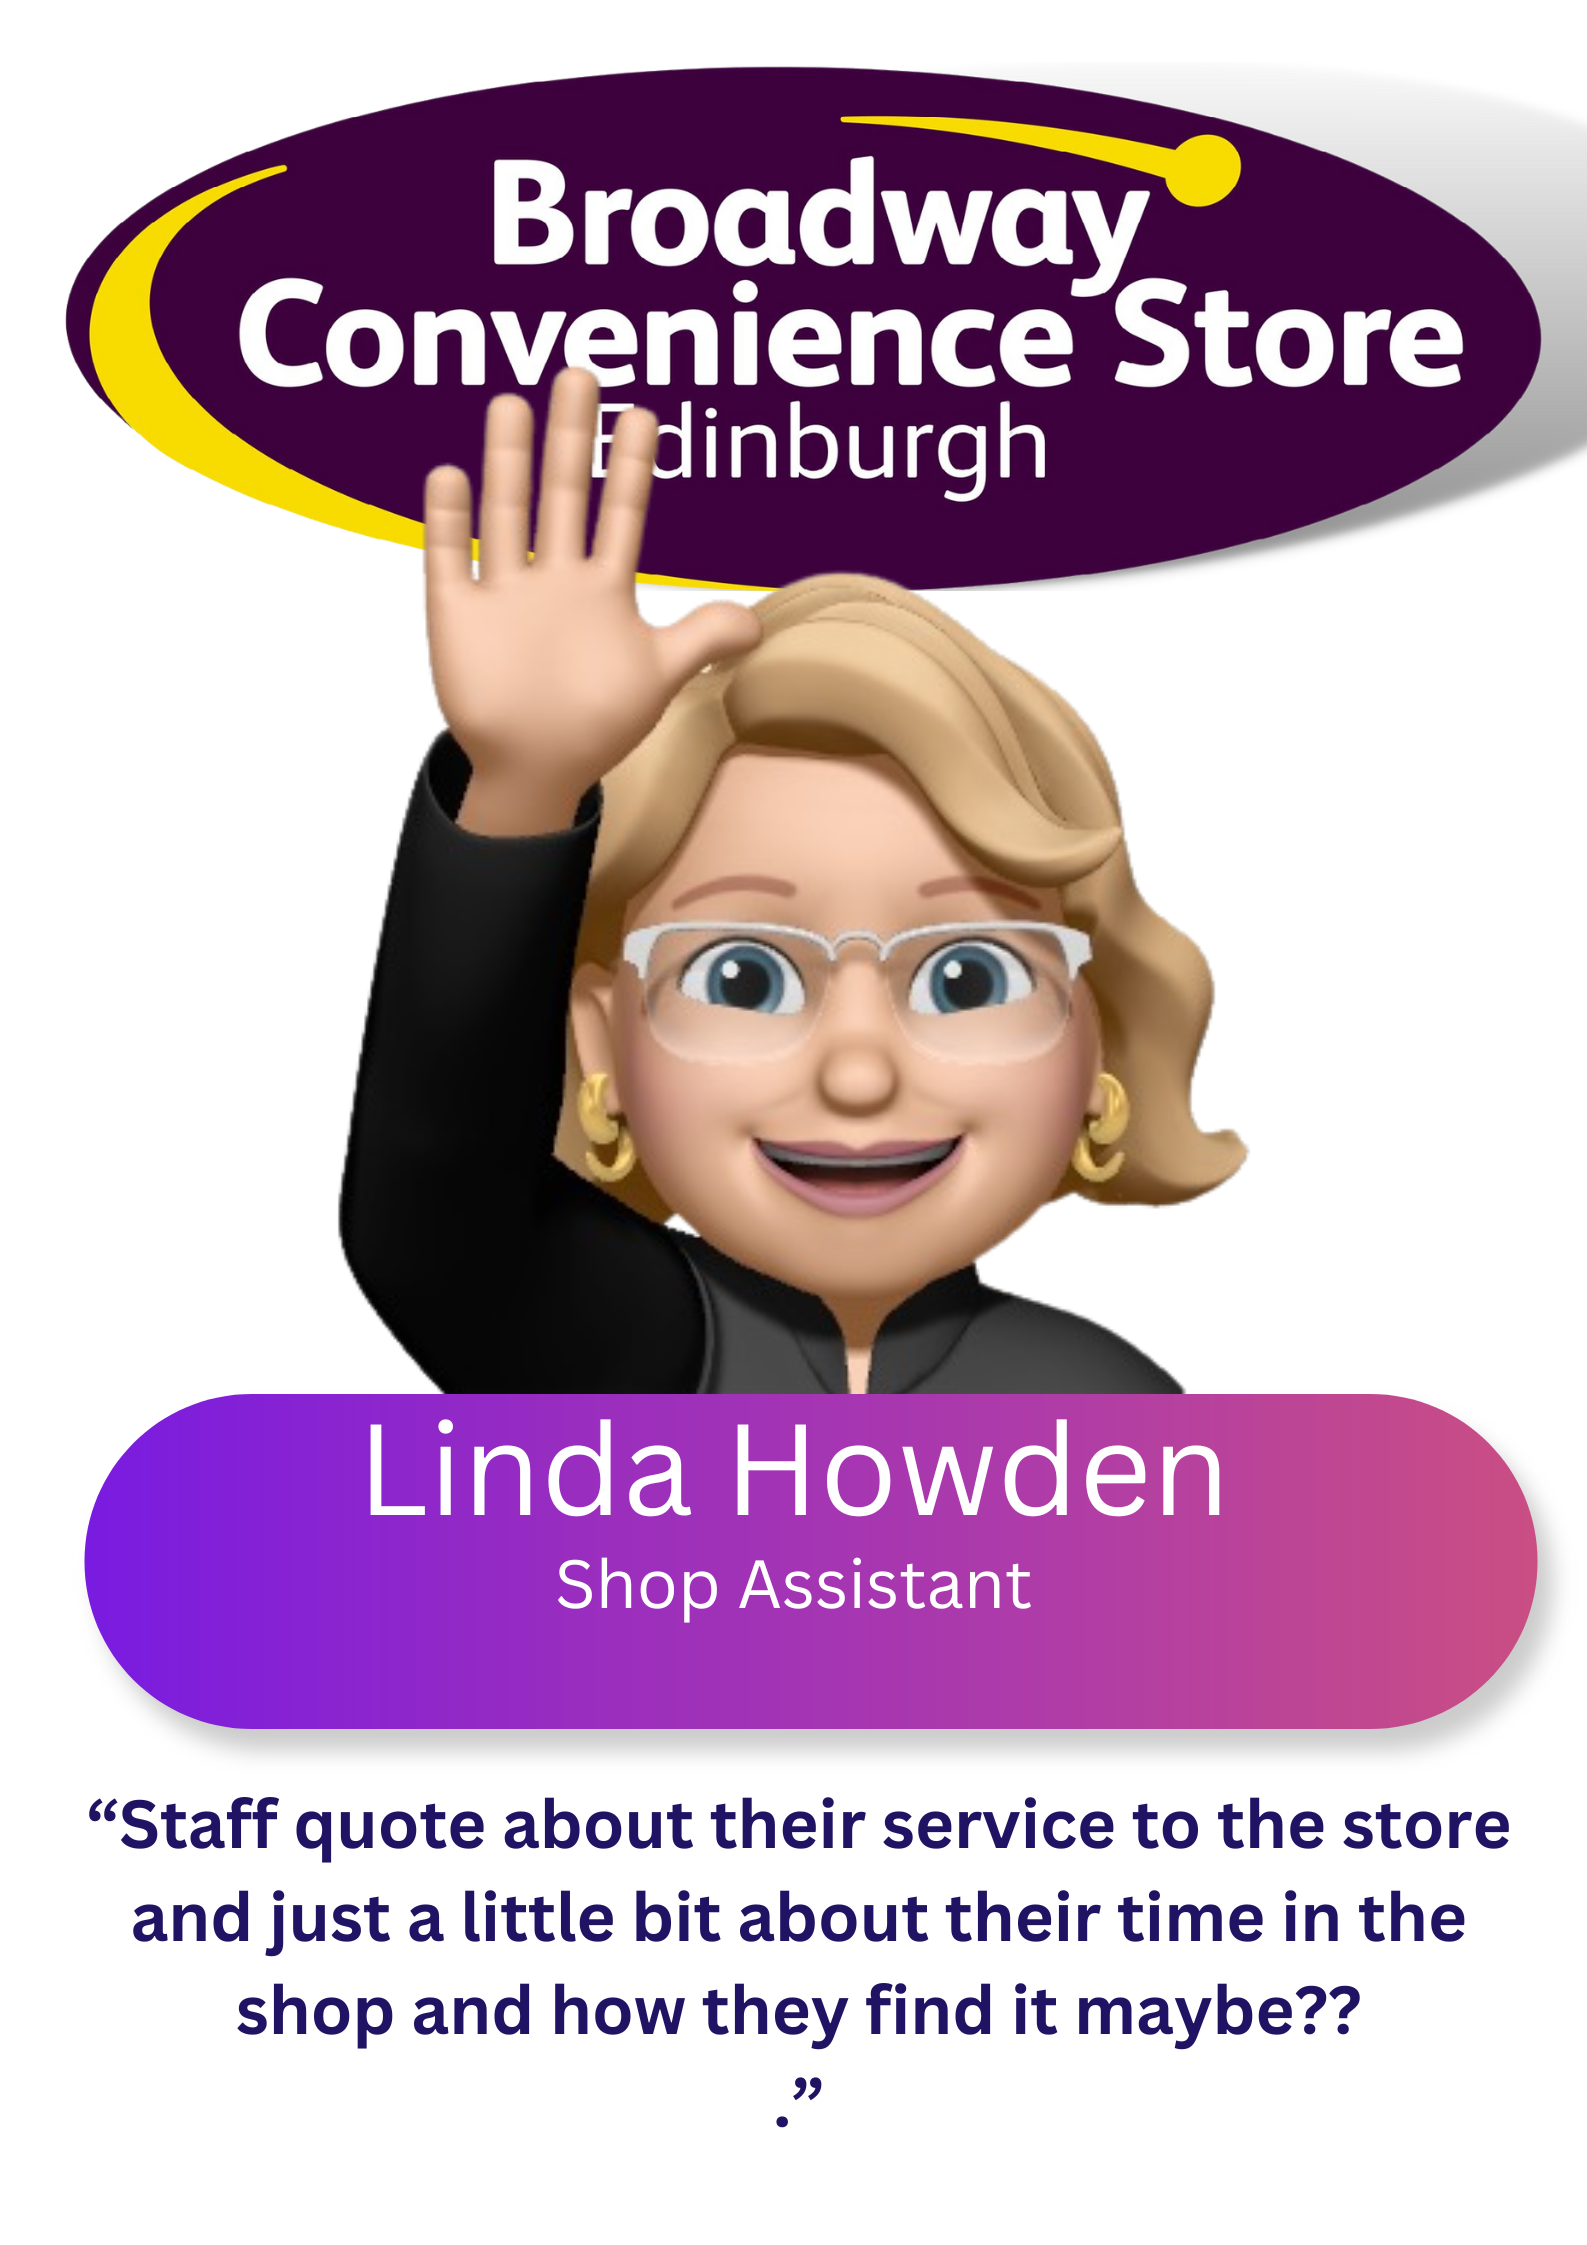 Broadway
Convenience Store
Edinburgh
Linda Howden
Shop Assistant
“Staff quote about their service to the store
and just a little bit about their time in the
shop and how they find it maybe??
.”